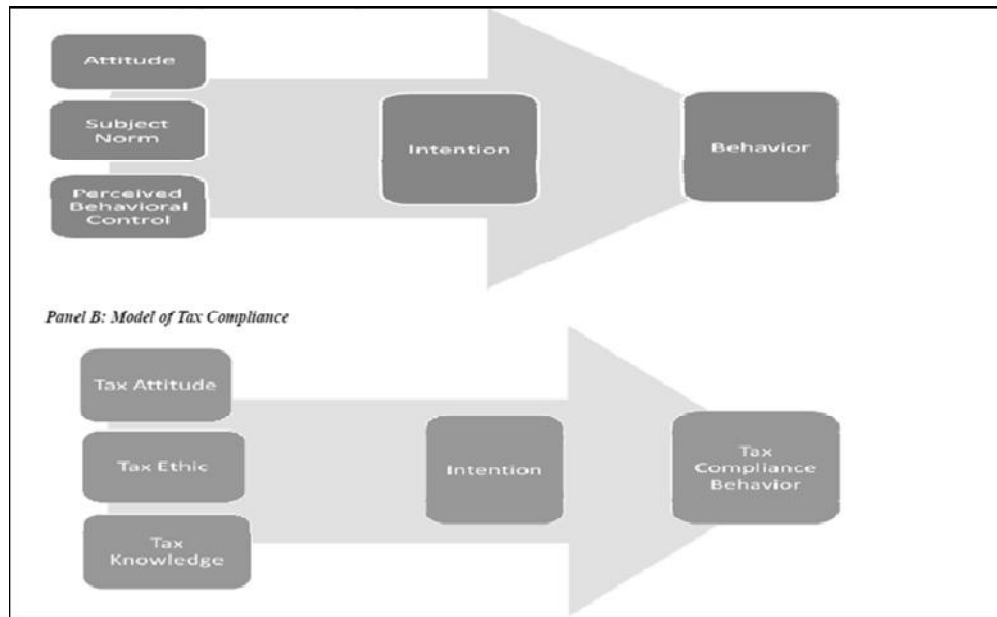 Attitude
Subject
Norm
Perceived
Behavioral
Control
Intention
Behavior
Panel B: Model of Tax Compliance
Tax Attitude
Tax Ethic
Tax
Knowledge
Intention
Tax
Compliance
Behavior